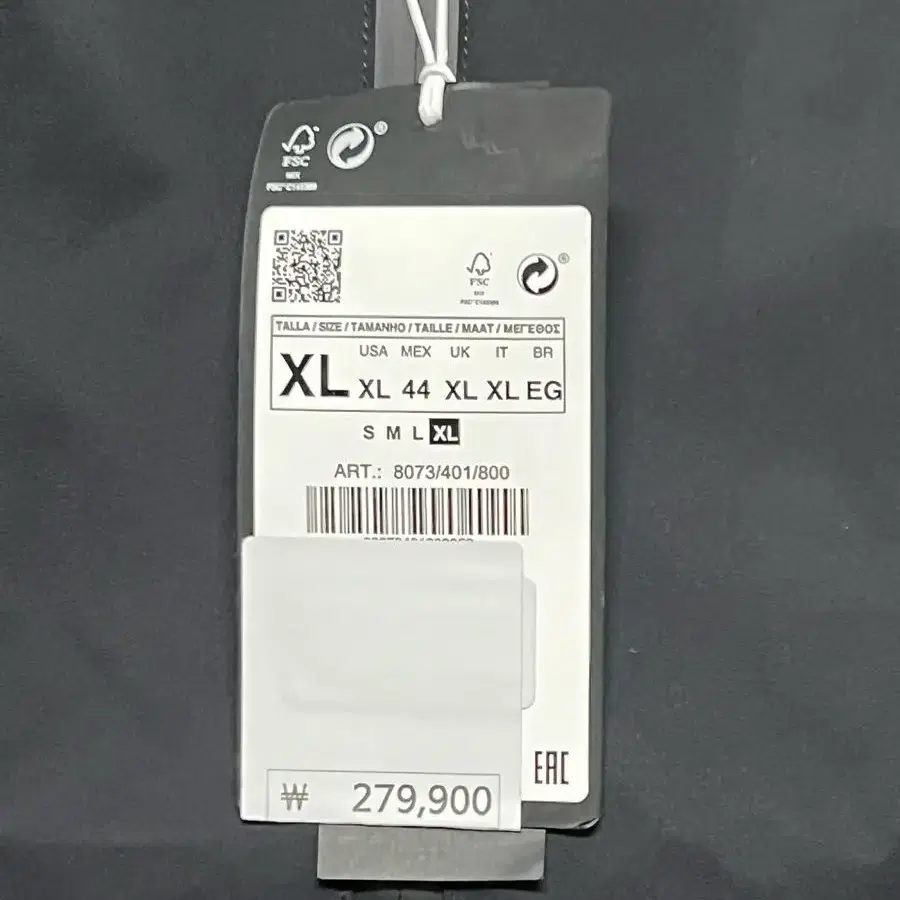 FSC
FSC
TALLA / SIZE / TAMANHO / TAILLE / MAAT / ΜΕΓΕΘΟΣ
USA MEX UK IT BR
XL XL 44 XL XL EG
S M L XL
ART.: 8073/401/800
EAC
₩ 279,900